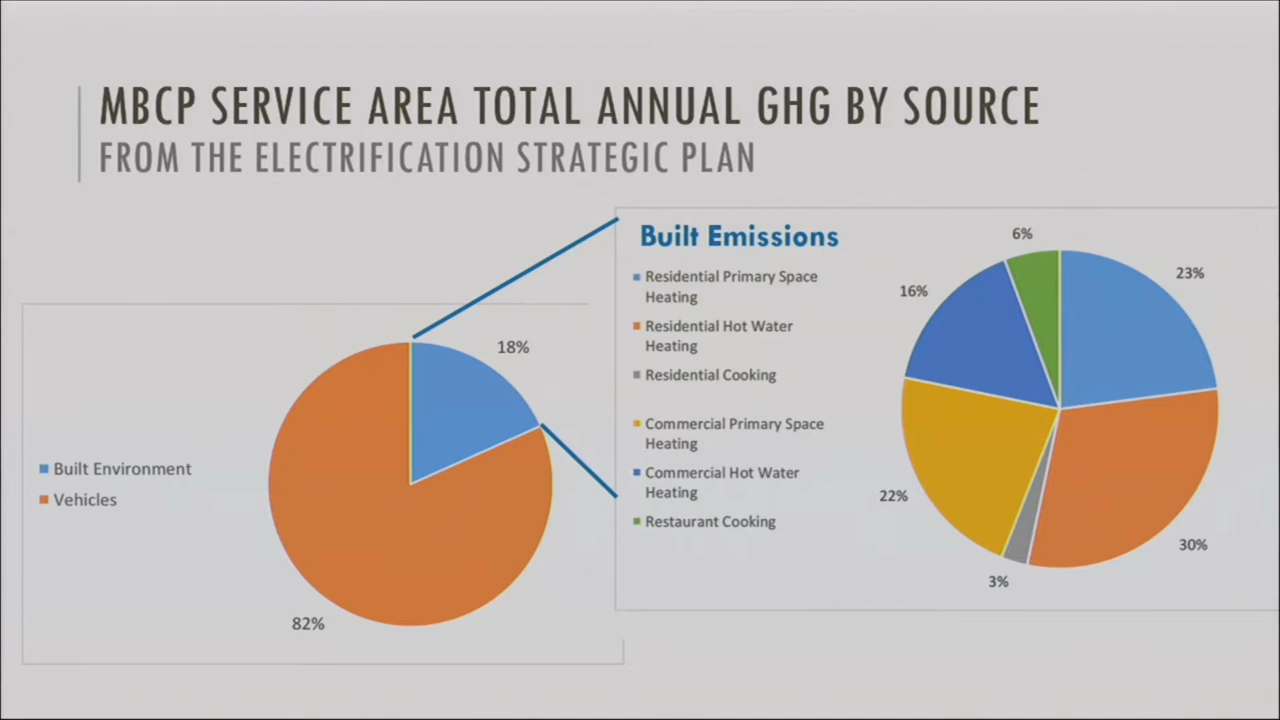 MBCP SERVICE AREA TOTAL ANNUAL GHG BY SOURCE
FROM THE ELECTRIFICATION STRATEGIC PLAN
Built Environment
Vehicles
18%
82%
Built Emissions
Residential Primary Space
Heating
Residential Hot Water
Heating
Residential Cooking
Commercial Primary Space
Heating
Commercial Hot Water
Heating
Restaurant Cooking
6%
23%
16%
22%
30%
3%